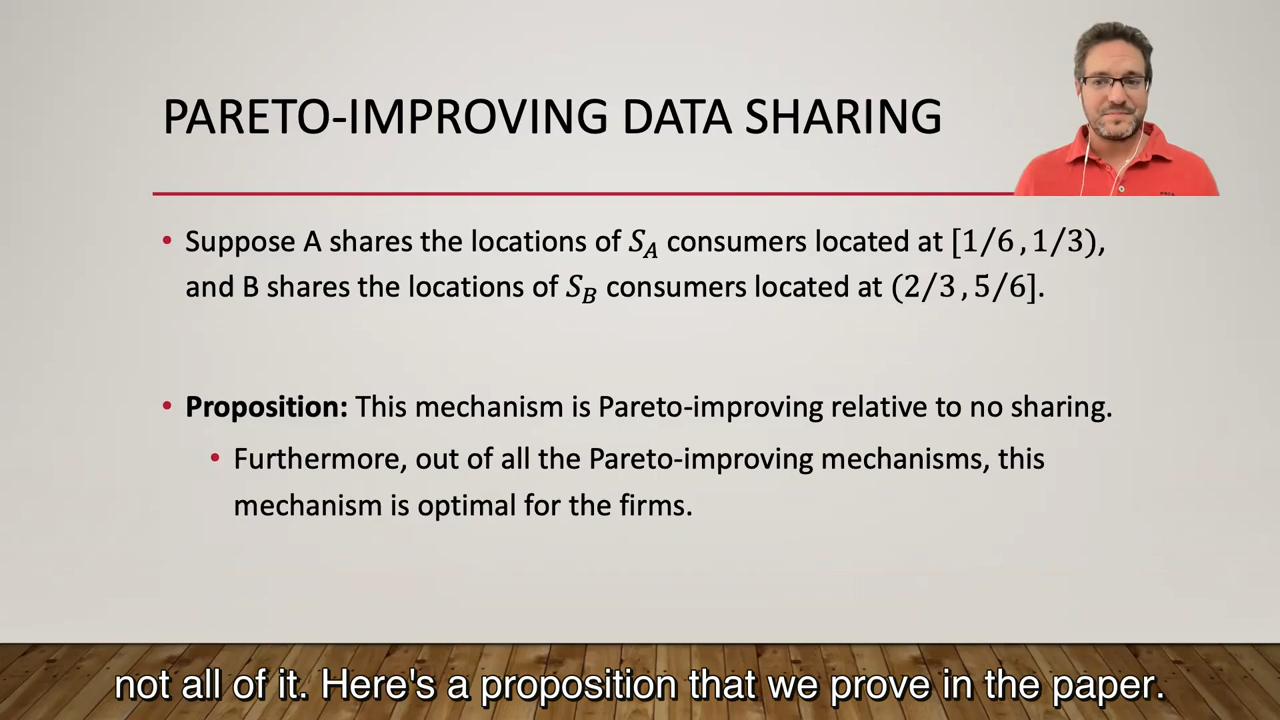 PARETO-IMPROVING DATA SHARING
• Suppose A shares the locations of S_A consumers located at [1/6, 1/3),
and B shares the locations of S_B consumers located at (2/3, 5/6].
• Proposition: This mechanism is Pareto-improving relative to no sharing.
• Furthermore, out of all the Pareto-improving mechanisms, this
mechanism is optimal for the firms.
not all of it. Here's a proposition that we prove in the paper.